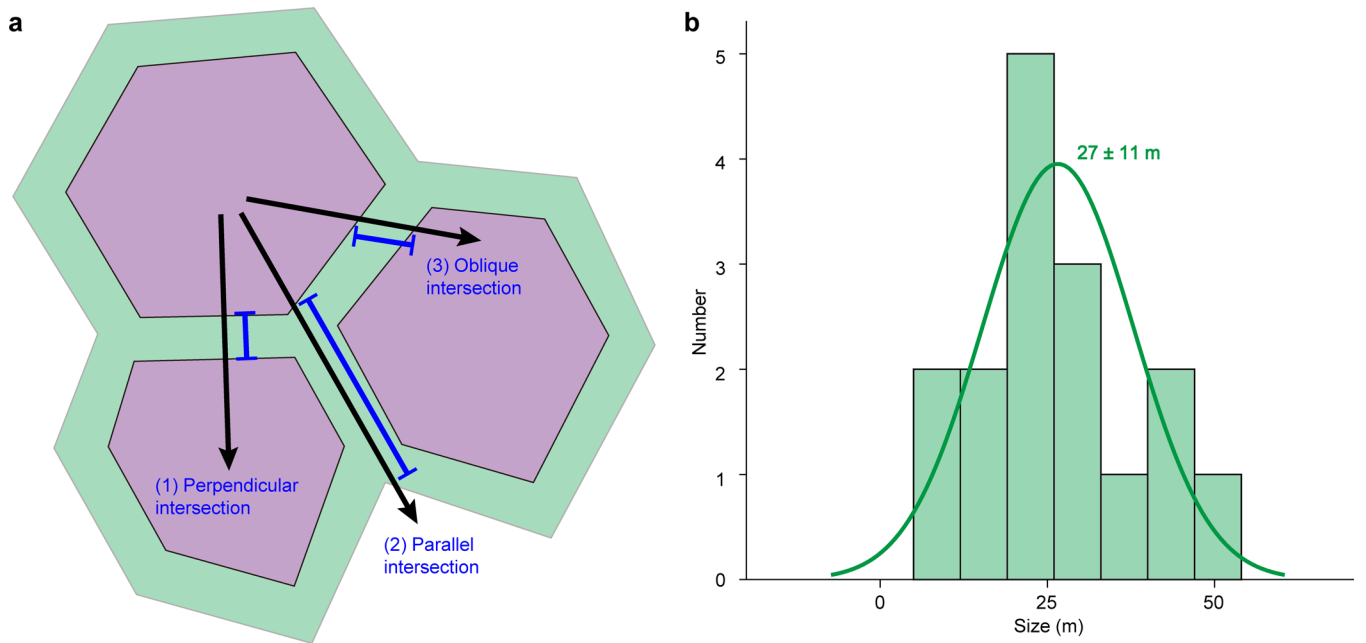 a
(3) Oblique
intersection
(1) Perpendicular
intersection
(2) Parallel
intersection
b
5
4
3
2
1
0
Number
27 ± 11 m
0
25
50
Size (m)